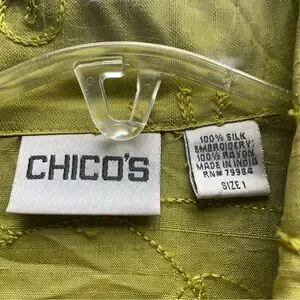 CHICO'S
100% SILK
EMBROIDERY:
100% RAYON
MADE IN INDIA
RN# 79984
SIZE 1